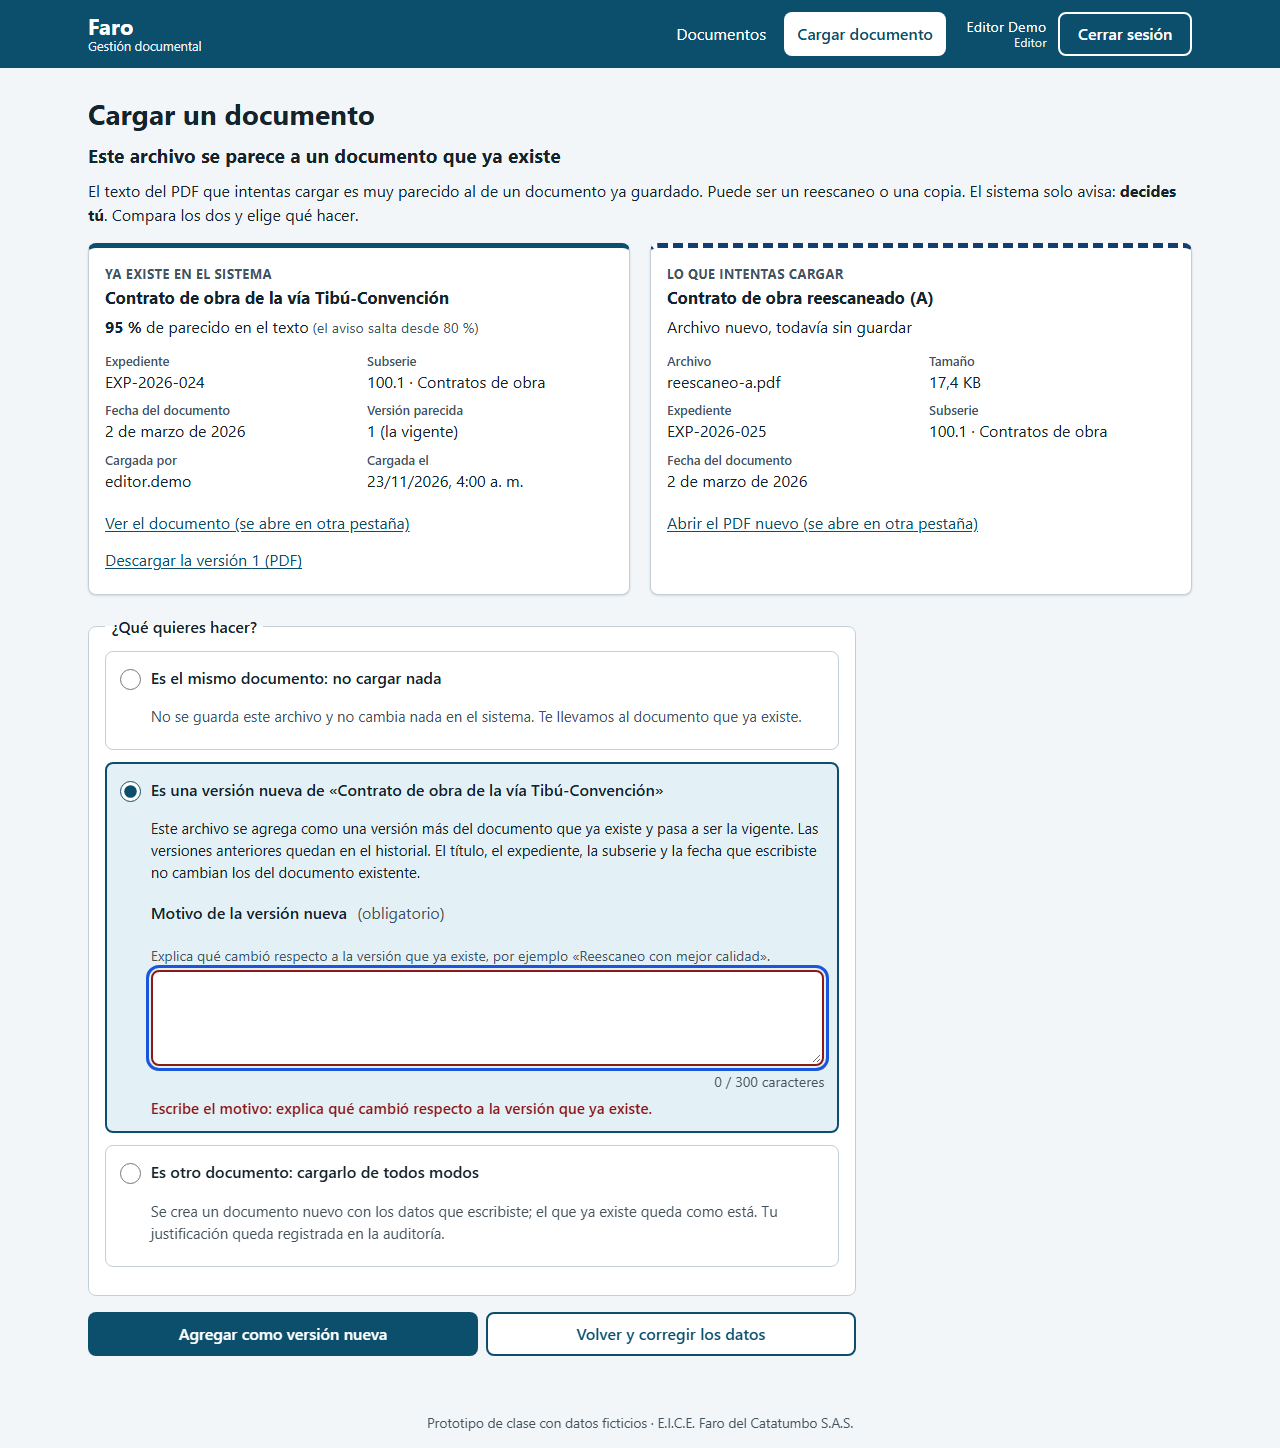 Faro
Gestión documental
Documentos
Cargar documento
Editor Demo
Editor
Cerrar sesión
Cargar un documento
Este archivo se parece a un documento que ya existe
El texto del PDF que intentas cargar es muy parecido al de un documento ya guardado. Puede ser un reescaneo o una copia. El sistema solo avisa: decides
tú. Compara los dos y elige qué hacer.
YA EXISTE EN EL SISTEMA
Contrato de obra de la vía Tibú-Convención
95 % de parecido en el texto (el aviso salta desde 80 %)
Expediente
EXP-2026-024
Subserie
100.1 · Contratos de obra
Fecha del documento
2 de marzo de 2026
Versión parecida
1 (la vigente)
Cargada por
editor.demo
Cargada el
23/11/2026, 4:00 a. m.
Ver el documento (se abre en otra pestaña)
Descargar la versión 1 (PDF)
LO QUE INTENTAS CARGAR
Contrato de obra reescaneado (A)
Archivo nuevo, todavía sin guardar
Archivo
reescaneo-a.pdf
Tamaño
17,4 KB
Expediente
EXP-2026-025
Subserie
100.1 · Contratos de obra
Fecha del documento
2 de marzo de 2026
Abrir el PDF nuevo (se abre en otra pestaña)
¿Qué quieres hacer?
Es el mismo documento: no cargar nada
No se guarda este archivo y no cambia nada en el sistema. Te llevamos al documento que ya existe.
Es una versión nueva de «Contrato de obra de la vía Tibú-Convención»
Este archivo se agrega como una versión más del documento que ya existe y pasa a ser la vigente. Las
versiones anteriores quedan en el historial. El título, el expediente, la subserie y la fecha que escribiste
no cambian los del documento existente.
Motivo de la versión nueva (obligatorio)
Explica qué cambió respecto a la versión que ya existe, por ejemplo «Reescaneo con mejor calidad».
0 / 300 caracteres
Escribe el motivo: explica qué cambió respecto a la versión que ya existe.
Es otro documento: cargarlo de todos modos
Se crea un documento nuevo con los datos que escribiste; el que ya existe queda como está. Tu
justificación queda registrada en la auditoría.
Agregar como versión nueva
Volver y corregir los datos
Prototipo de clase con datos ficticios · E.I.C.E. Faro del Catatumbo S.A.S.